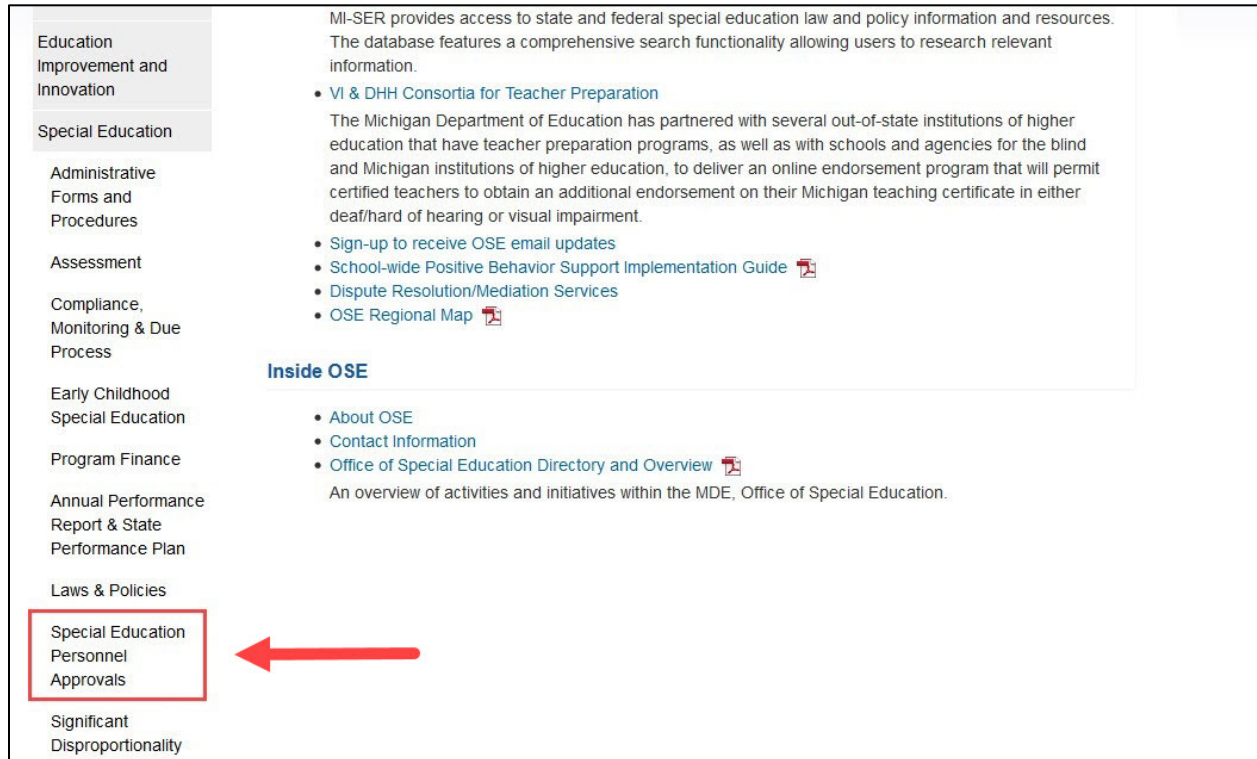 Education
Improvement and
Innovation
Special Education
Administrative
Forms and
Procedures
Assessment
Compliance,
Monitoring & Due
Process
Early Childhood
Special Education
Program Finance
Annual Performance
Report & State
Performance Plan
Laws & Policies
Special Education
Personnel
Approvals
Significant
Disproportionality
MI-SER provides access to state and federal special education law and policy information and resources.
The database features a comprehensive search functionality allowing users to research relevant
information.
• VI & DHH Consortia for Teacher Preparation
The Michigan Department of Education has partnered with several out-of-state institutions of higher
education that have teacher preparation programs, as well as with schools and agencies for the blind
and Michigan institutions of higher education, to deliver an online endorsement program that will permit
certified teachers to obtain an additional endorsement on their Michigan teaching certificate in either
deaf/hard of hearing or visual impairment.
• Sign-up to receive OSE email updates
• School-wide Positive Behavior Support Implementation Guide
• Dispute Resolution/Mediation Services
• OSE Regional Map
Inside OSE
• About OSE
• Contact Information
• Office of Special Education Directory and Overview
An overview of activities and initiatives within the MDE, Office of Special Education.